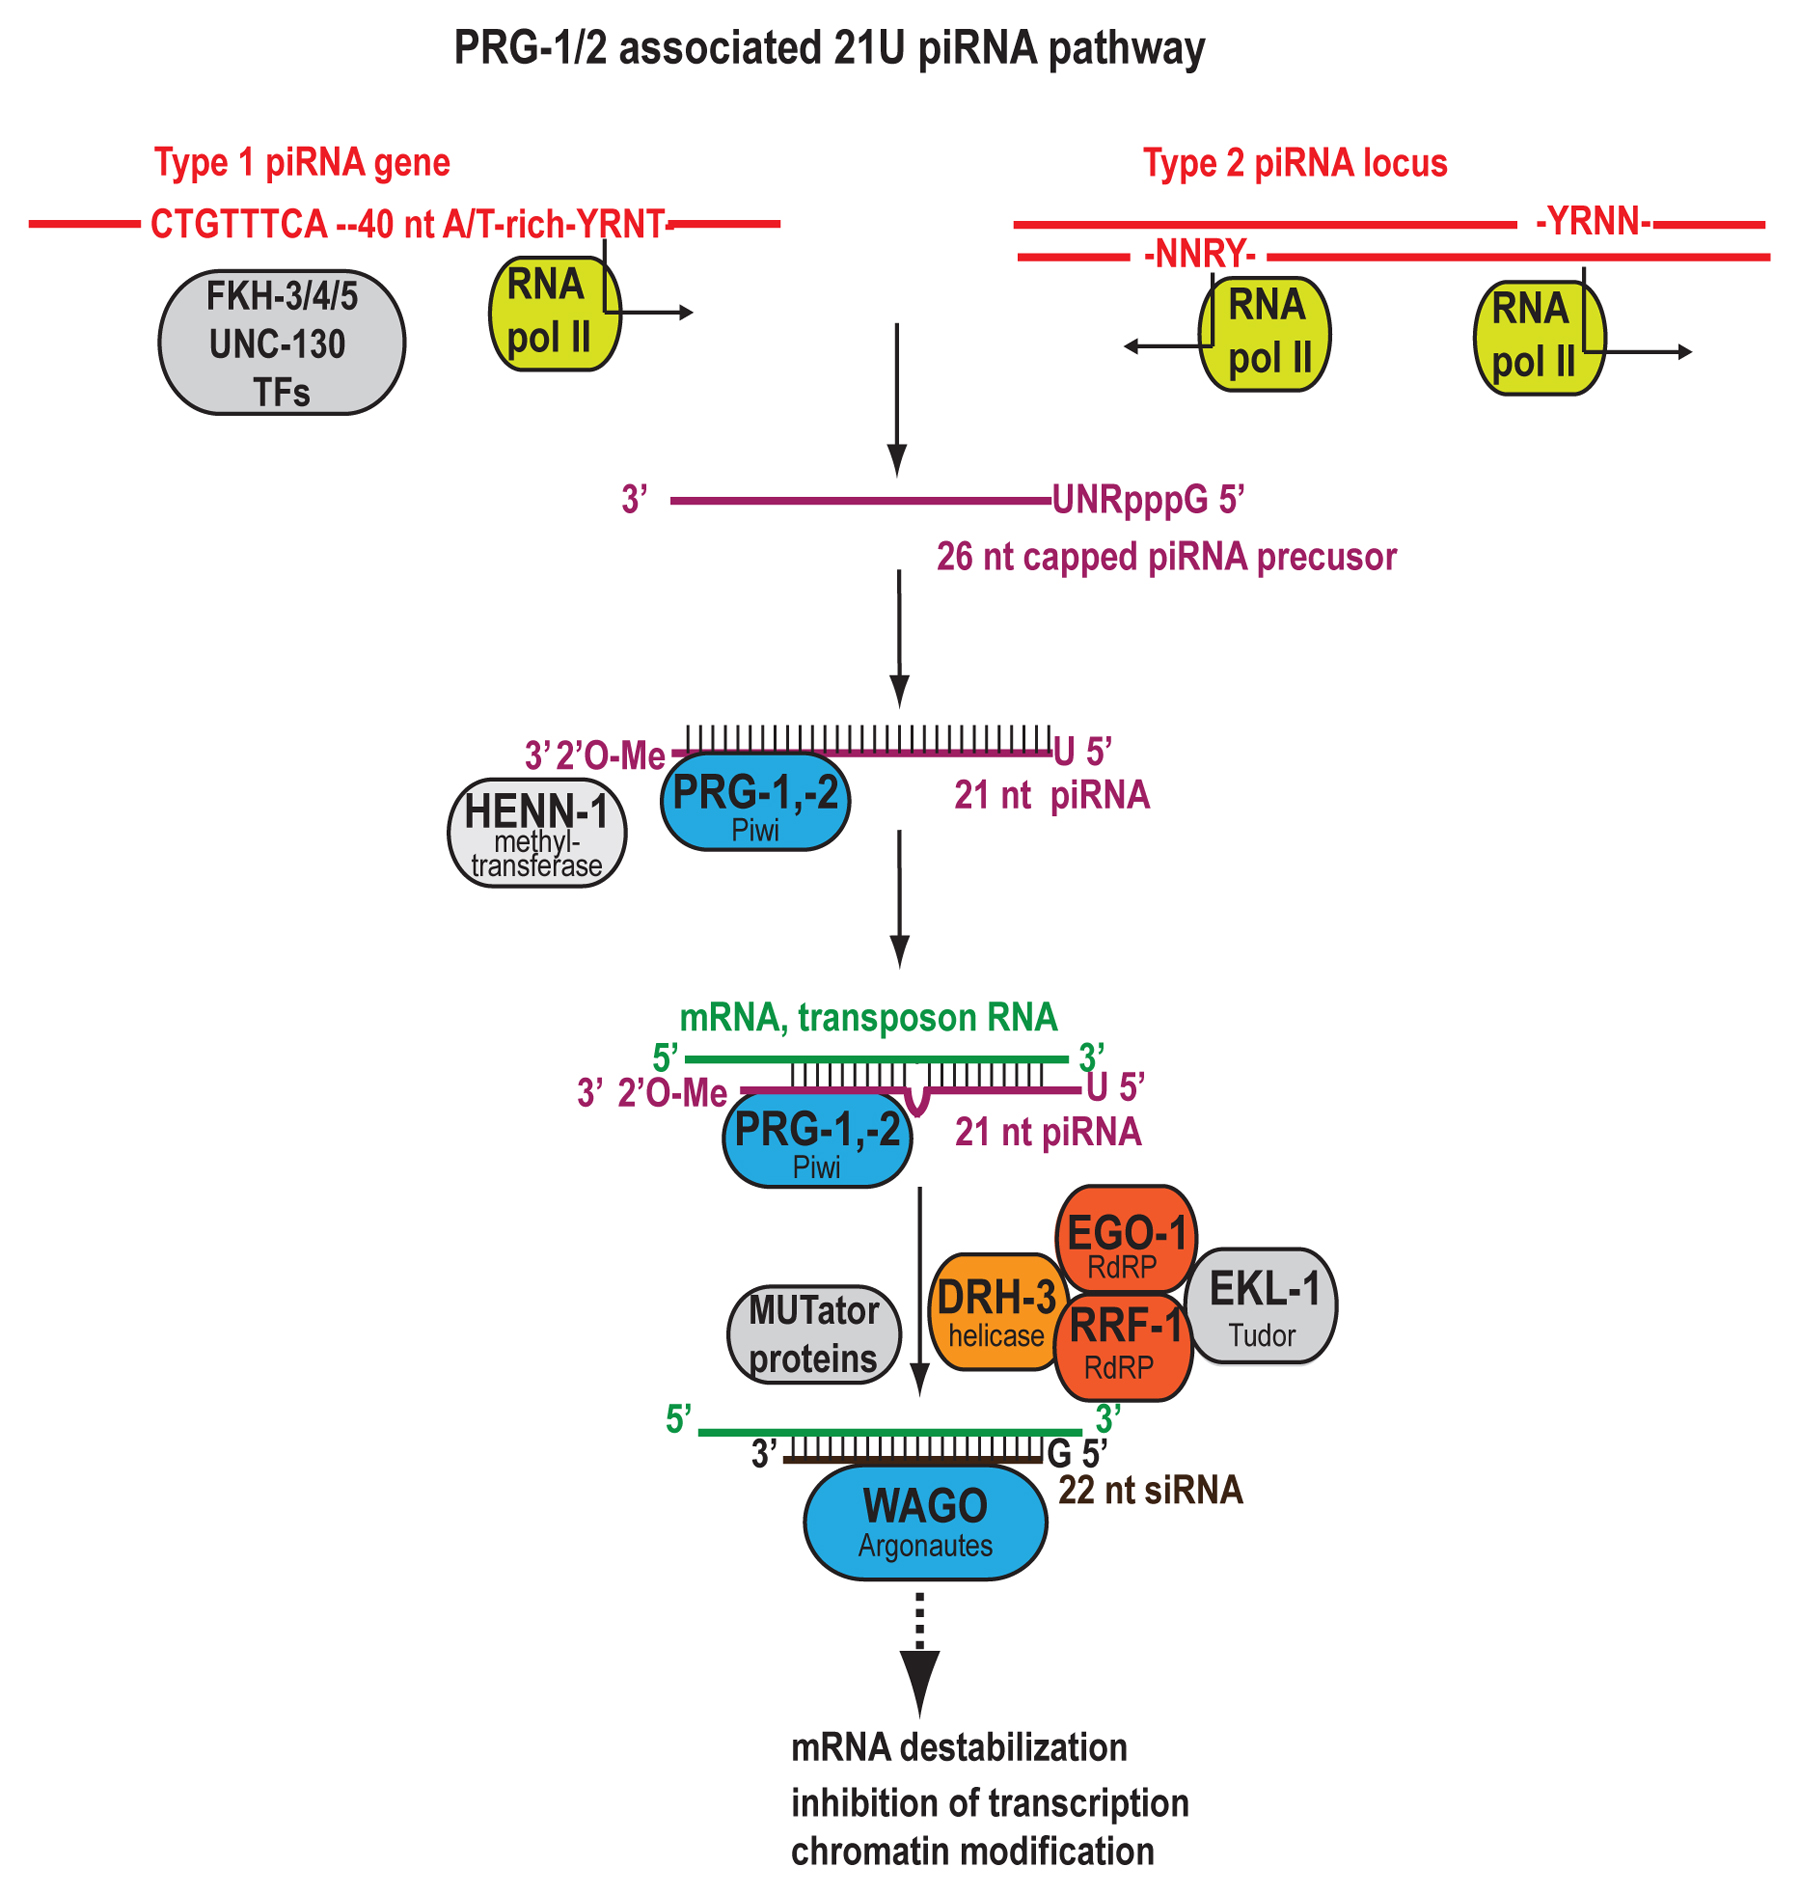 PRG-1/2 associated 21U piRNA pathway
Type 1 piRNA gene
CTGTTTCA --40 nt A/T-rich-YRNT-
FKH-3/4/5
UNC-130
TFs
RNA
pol II
Type 2 piRNA locus
-YRNN-
-NNRY-
RNA
pol II
RNA
pol II
3’ UNRpppG 5’
26 nt capped piRNA precusor
3’ 2’O-Me U 5’
PRG-1,-2
Piwi
21 nt piRNA
HENN-1
methyl-
transferase
mRNA, transposon RNA
5’ 3’
3’ 2’O-Me U 5’
PRG-1,-2
Piwi
21 nt piRNA
MUTator
proteins
DRH-3
helicase
EGO-1
RdRP
RRF-1
RdRP
EKL-1
Tudor
5’ 3’
3’ G 5’
22 nt siRNA
WAGO
Argonautes
mRNA destabilization
inhibition of transcription
chromatin modification